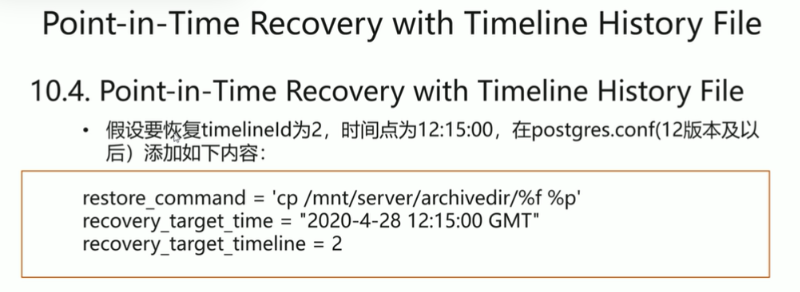 Point-in-Time Recovery with Timeline History File
10.4. Point-in-Time Recovery with Timeline History File
• 假设要恢复timelineId为2，时间点为12:15:00，在postgres.conf(12版本及以
后）添加如下内容：
restore_command = 'cp /mnt/server/archivedir/%f %p'
recovery_target_time = "2020-4-28 12:15:00 GMT"
recovery_target_timeline = 2